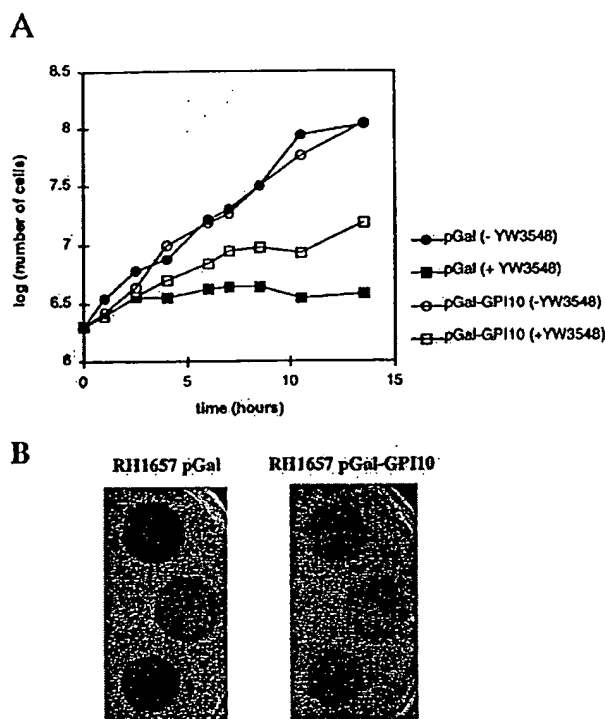 A
8.5
8
7.5
7
6.5
6
log (number of cells)
0
5
10
15
time (hours)
pGal (- YW3548)
pGal (+ YW3548)
pGal-GPI10 (-YW3548)
pGal-GPI10 (+YW3548)
B
RH1657 pGal
RH1657 pGal-GPI10